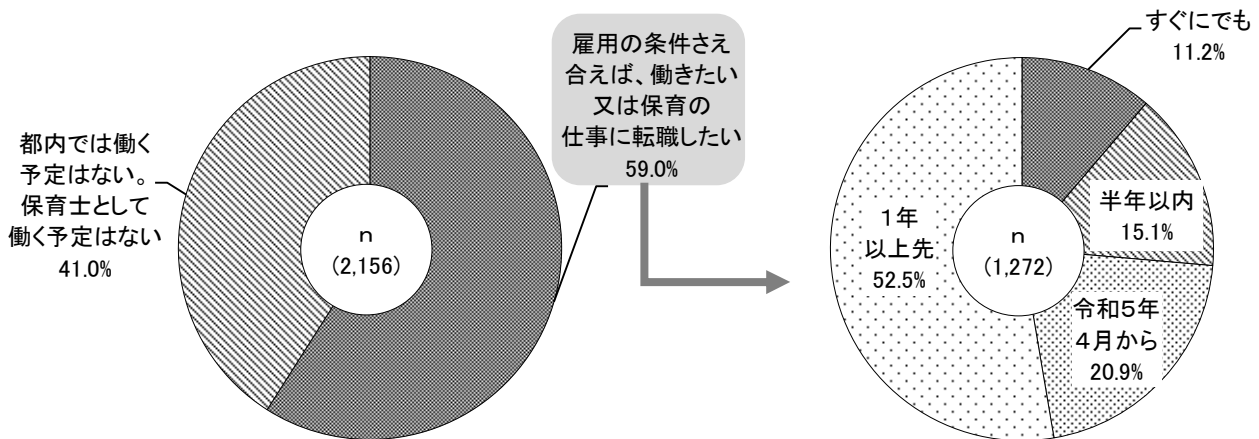 都内では働く
予定はない。
保育士として
働く予定はない
41.0%
n
(2,156)
雇用の条件さえ
合えば、働きたい
又は保育の
仕事に転職したい
59.0%
すぐにでも
11.2%
半年以内
15.1%
令和5年
4月から
20.9%
1年
以上先
52.5%
n
(1,272)